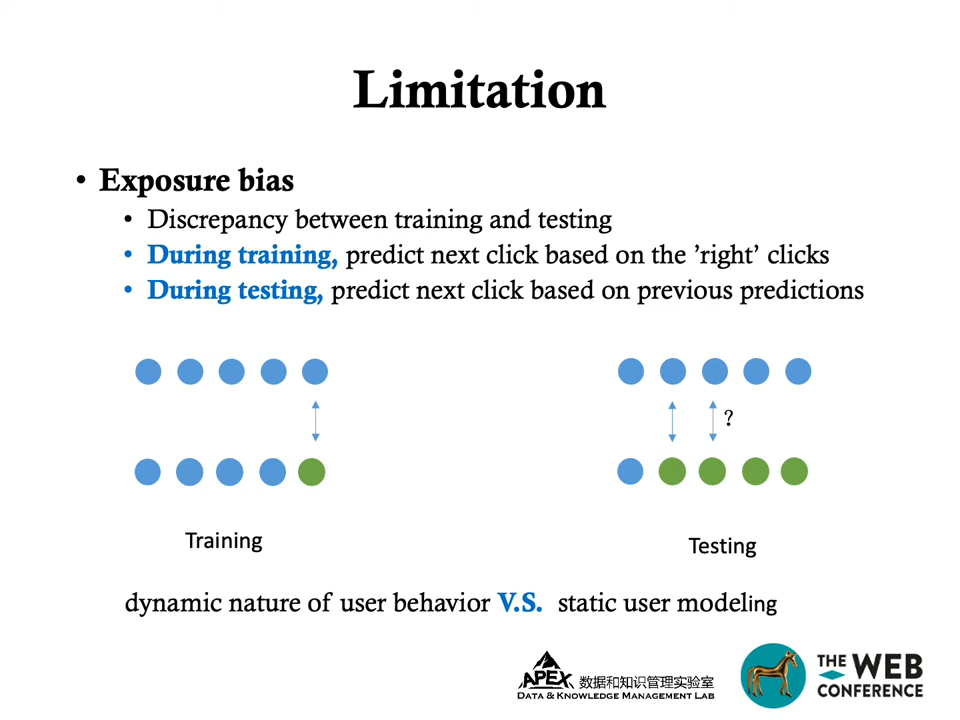 Limitation
• Exposure bias
• Discrepancy between training and testing
• During training, predict next click based on the ’right’ clicks
• During testing, predict next click based on previous predictions
?
Training
Testing
dynamic nature of user behavior V.S. static user modeling
APEX 数据和知识管理实验室
DATA & KNOWLEDGE MANAGEMENT LAB
THE WEB
CONFERENCE